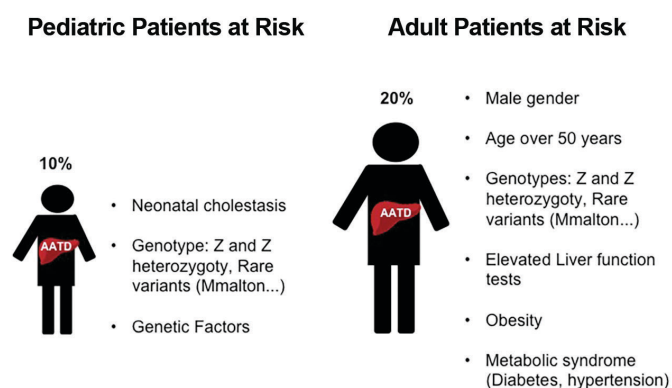 Pediatric Patients at Risk
10%
AATD
• Neonatal cholestasis
• Genotype: Z and Z
heterozygoty, Rare
variants (Mmalton...)
• Genetic Factors
Adult Patients at Risk
20%
AATD
• Male gender
• Age over 50 years
• Genotypes: Z and Z
heterozygoty, Rare
variants (Mmalton...)
• Elevated Liver function
tests
• Obesity
• Metabolic syndrome
(Diabetes, hypertension)